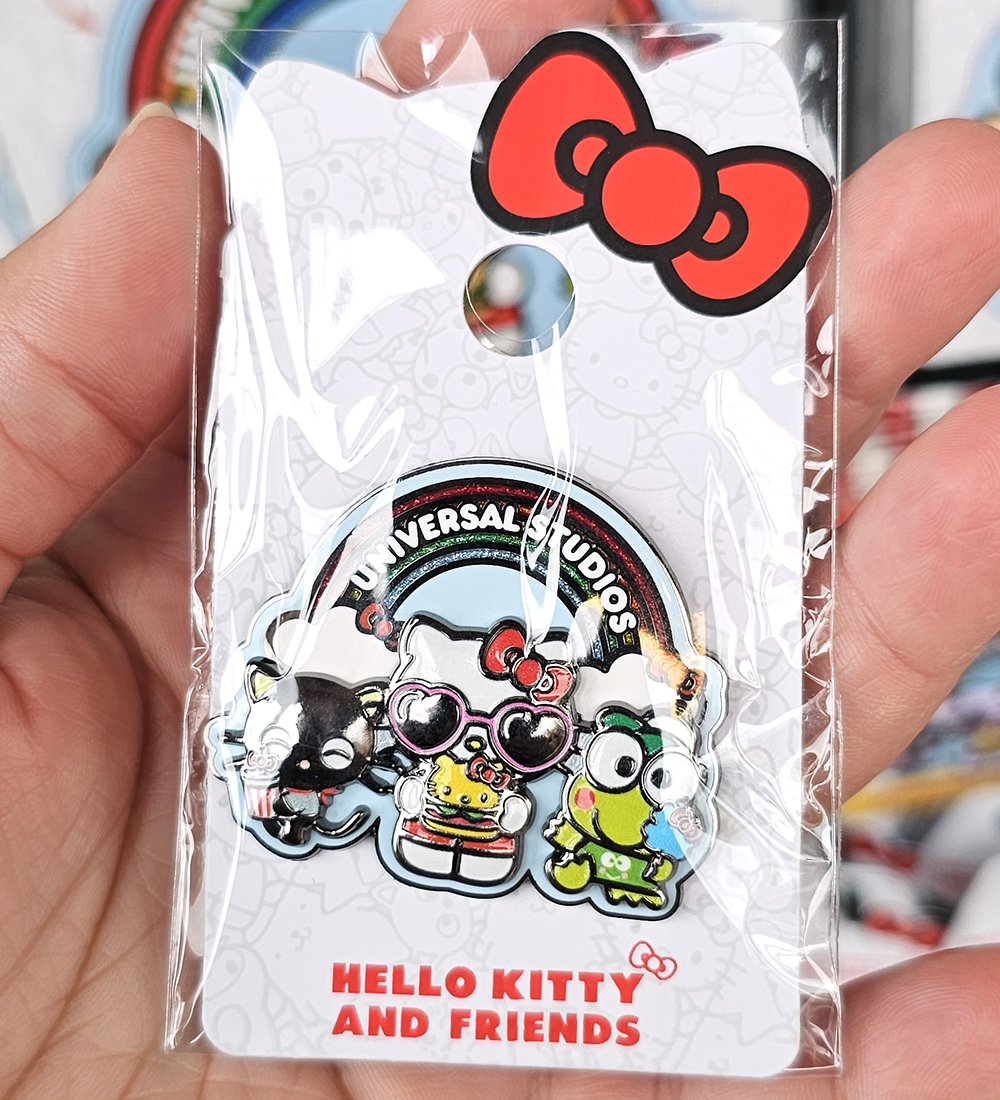 UNIVERSAL STUDIOS
HELLO KITTY
AND FRIENDS